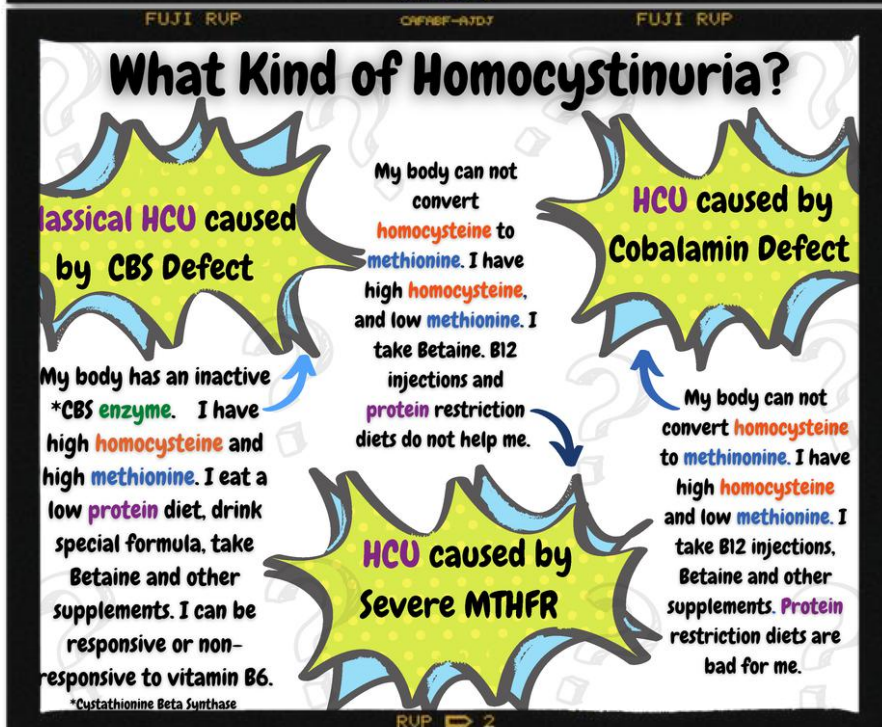 FUJI RVP
CAFABF-AJDJ
FUJI RVP
What Kind of Homocystinuria?
lassical HCU caused
by CBS Defect
My body can not
convert
homocysteine to
methionine. I have
high homocysteine,
and low methionine. I
take Betaine. B12
injections and
protein restriction
diets do not help me.
HCU caused by
Cobalamin Defect
My body has an inactive
*CBS enzyme. I have
high homocysteine and
high methionine. I eat a
low protein diet, drink
special formula, take
Betaine and other
supplements. I can be
responsive or non-
responsive to vitamin B6.
*Cystathionine Beta Synthase
HCU caused by
Severe MTHFR
My body can not
convert homocysteine
to methinonine. I have
high homocysteine
and low methionine. I
take B12 injections,
Betaine and other
supplements. Protein
restriction diets are
bad for me.
RVP 2